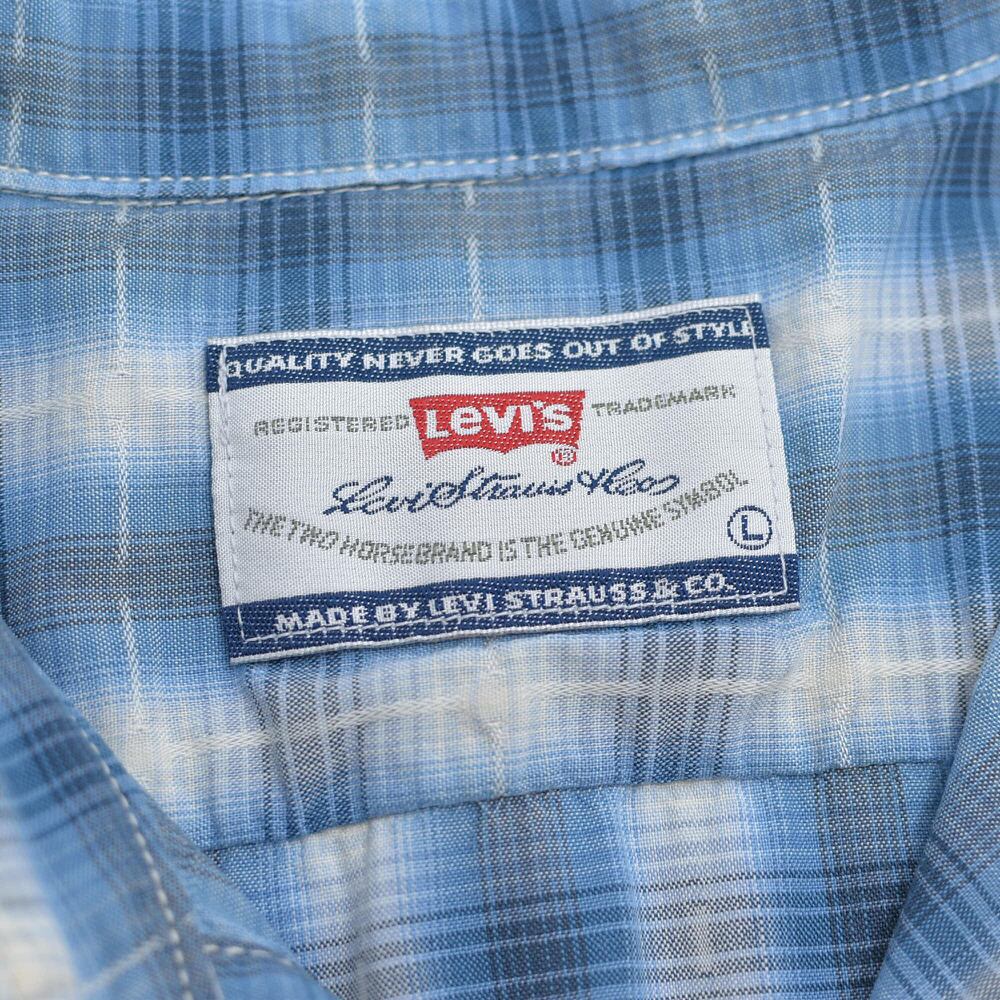 QUALITY NEVER GOES OUT OF STYLE
REGISTERED LEVI'S TRADEMARK
®
Levi Strauss & Co
THE TWO HORSE BRAND IS THE GENUINE SYMBOL
L
MADE BY LEVI STRAUSS & CO.